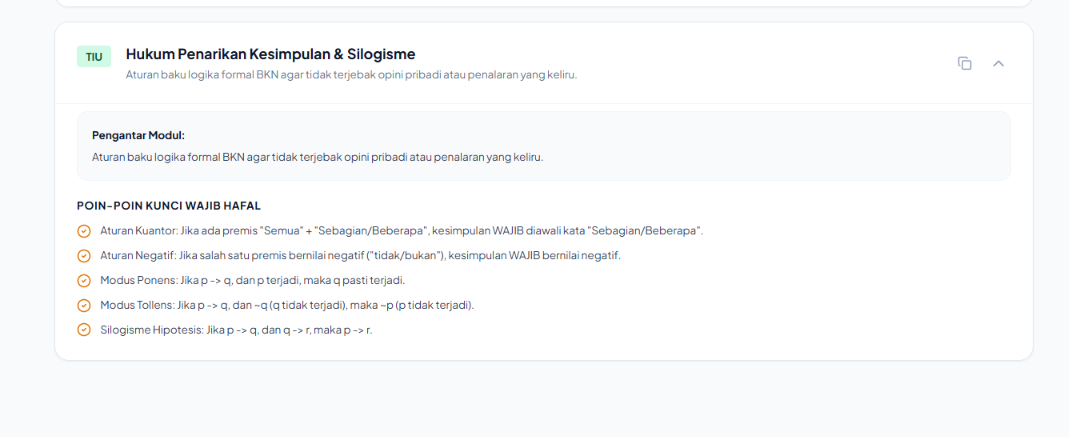 TIU
Hukum Penarikan Kesimpulan & Silogisme
Aturan baku logika formal BKN agar tidak terjebak opini pribadi atau penalaran yang keliru.
Pengantar Modul:
Aturan baku logika formal BKN agar tidak terjebak opini pribadi atau penalaran yang keliru.
POIN-POIN KUNCI WAJIB HAFAL
Aturan Kuantor: Jika ada premis "Semua" + "Sebagian/Beberapa", kesimpulan WAJIB diawali kata "Sebagian/Beberapa".
Aturan Negatif: Jika salah satu premis bernilai negatif ("tidak/bukan"), kesimpulan WAJIB bernilai negatif.
Modus Ponens: Jika p -> q, dan p terjadi, maka q pasti terjadi.
Modus Tollens: Jika p -> q, dan ~q (q tidak terjadi), maka ~p (p tidak terjadi).
Silogisme Hipotesis: Jika p -> q, dan q -> r, maka p -> r.